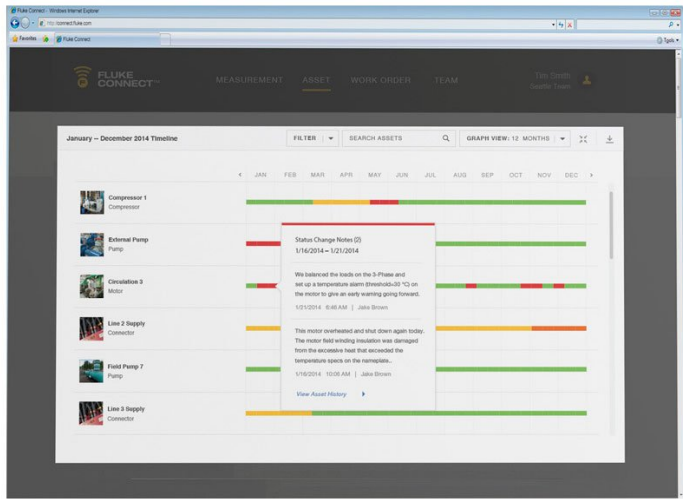 Fluke Connect - Windows Internet Explorer
http://connect.fluke.com
Favorites
Fluke Connect
Tools
FLUKE
CONNECT™
MEASUREMENT ASSET WORK ORDER TEAM
Tim Smith
Seattle Team
January – December 2014 Timeline
FILTER
SEARCH ASSETS
GRAPH VIEW: 12 MONTHS
JAN FEB MAR APR MAY JUN JUL AUG SEP OCT NOV DEC
Compressor 1
Compressor
External Pump
Pump
Circulation 3
Motor
Line 2 Supply
Connector
Field Pump 7
Pump
Line 3 Supply
Connector
Status Change Notes (2)
1/16/2014 – 1/21/2014
We balanced the loads on the 3-Phase and
set up a temperature alarm (threshold=30 °C) on
the motor to give an early warning going forward.
1/21/2014 6:45 AM | Jake Brown
This motor overheated and shut down again today.
The motor field winding insulation was damaged
from the excessive heat that exceeded the
temperature specs on the nameplate..
1/16/2014 10:05 AM | Jake Brown
View Asset History